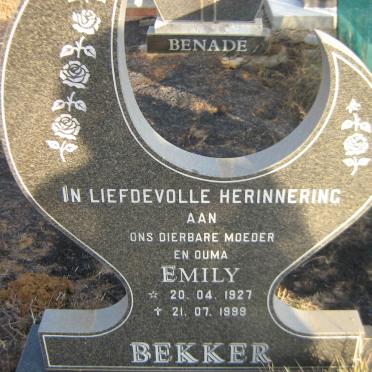 BENADE
IN LIEFDEVOLLE HERINNERING
AAN
ONS DIERBARE MOEDER
EN OUMA
EMILY
☆ 20. 04. 1927
✝ 21. 07. 1999
BEKKER